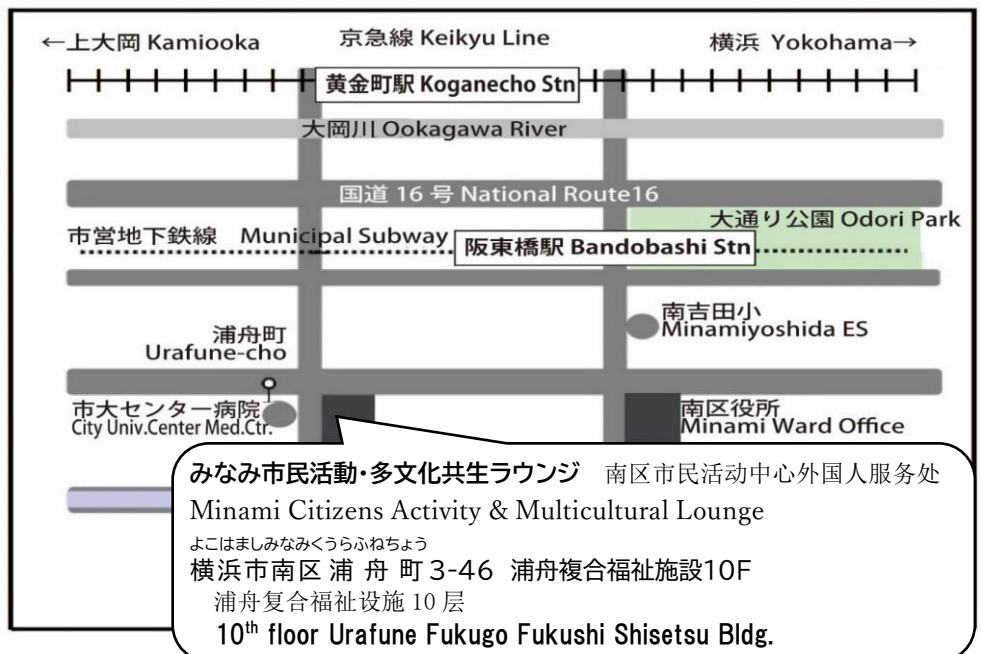 ←上大岡 Kamiooka
京急線 Keikyu Line
横浜 Yokohama→
黄金町駅 Koganecho Stn
大岡川 Ookagawa River
国道 16 号 National Route16
大通り公園 Odori Park
市営地下鉄線 Municipal Subway
阪東橋駅 Bandobashi Stn
南吉田小
Minamiyoshida ES
浦舟町
Urafune-cho
市大センター病院
City Univ.Center Med.Ctr.
南区役所
Minami Ward Office
みなみ市民活動・多文化共生ラウンジ 南区市民活动中心外国人服务处
Minami Citizens Activity & Multicultural Lounge
よこはましみなみくうらふねちょう
横浜市南区浦舟町3-46 浦舟複合福祉施設10F
浦舟复合福祉设施 10 层
10th floor Urafune Fukugo Fukushi Shisetsu Bldg.